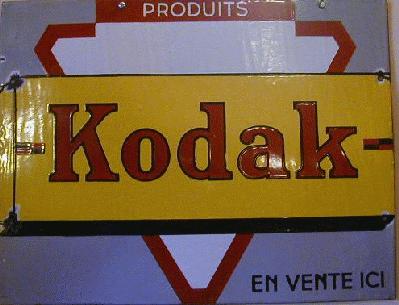 PRODUITS
Kodak
EN VENTE ICI